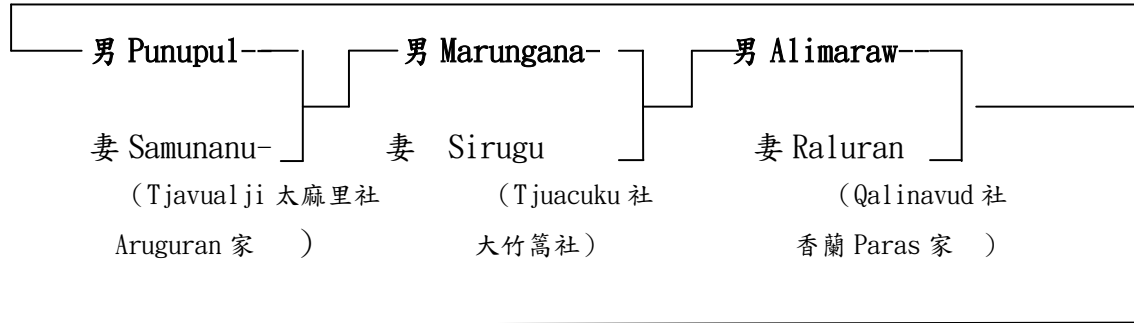 男 Punupul-- 男 Marungana- 男 Alimaraw--
妻 Samunanu- 妻 Sirugu 妻 Raluran
(Tjavualji 太麻里社 (Tjuacuku 社 (Qalinavud 社
Aruguran 家 ) 大竹篙社) 香蘭 Paras 家 )